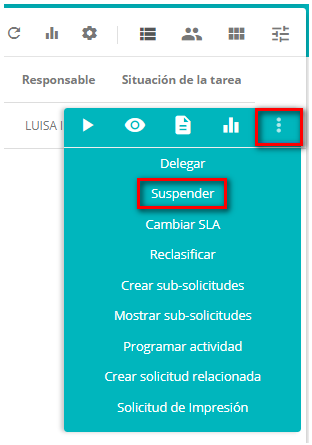 Responsable Situación de la tarea
LUISA
Delegar
Suspender
Cambiar SLA
Reclasificar
Crear sub-solicitudes
Mostrar sub-solicitudes
Programar actividad
Crear solicitud relacionada
Solicitud de Impresión